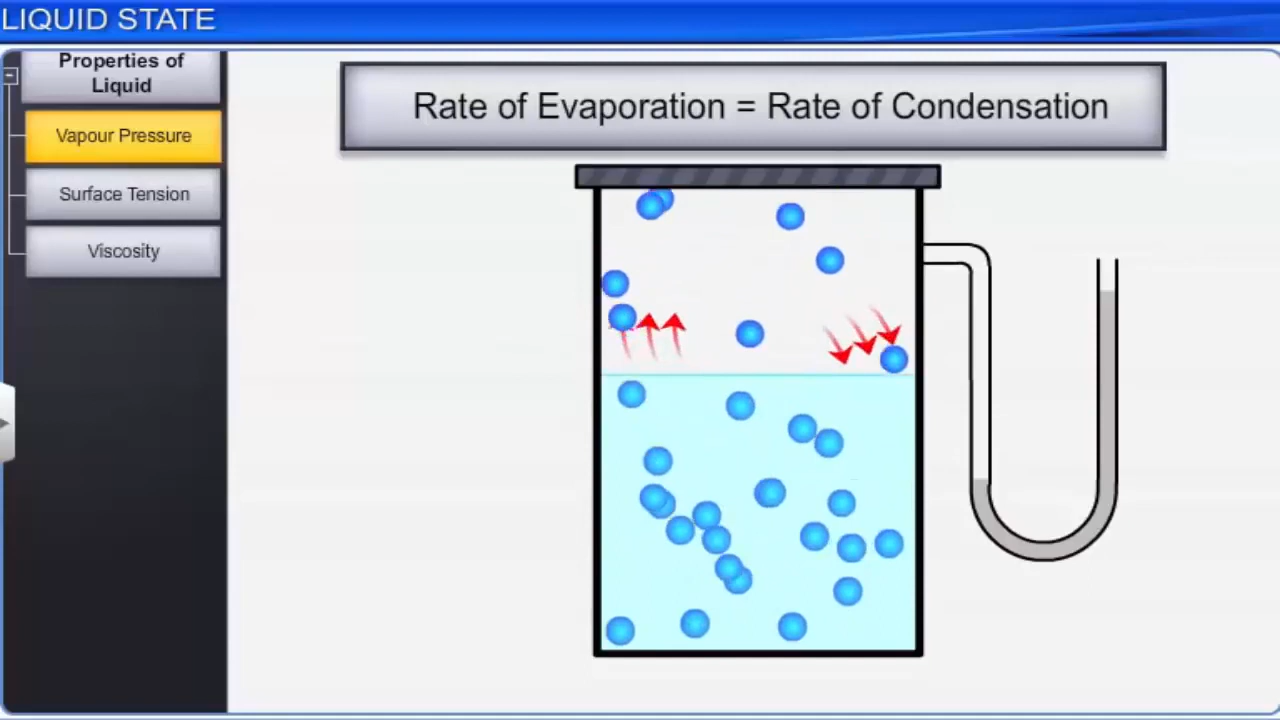 LIQUID STATE
Properties of
Liquid
Vapour Pressure
Surface Tension
Viscosity
Rate of Evaporation = Rate of Condensation